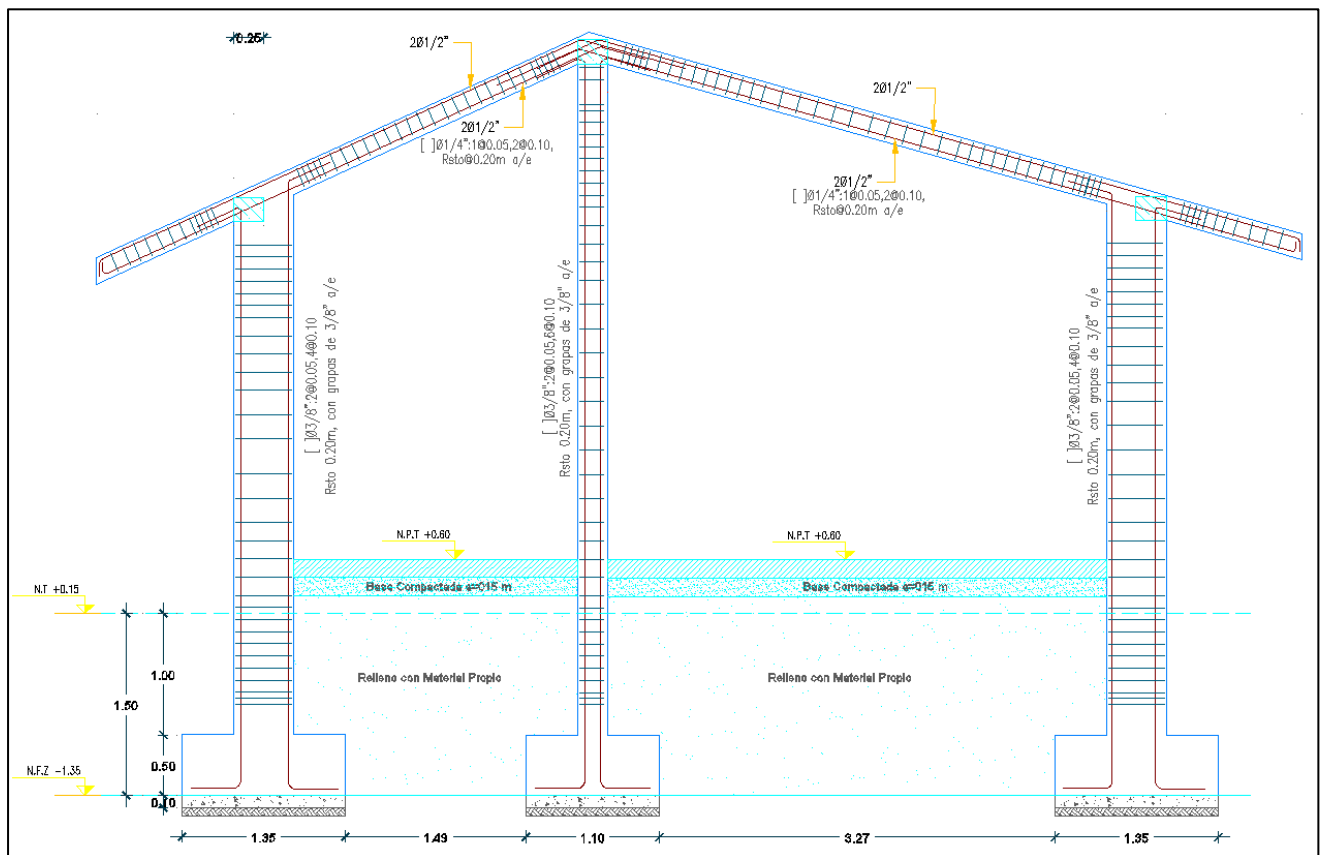 0.25
2Ø1/2"
2Ø1/2"
[ ]Ø1/4":1@0.05,2@0.10,
Rsto@0.20m a/e
2Ø1/2"
2Ø1/2"
[ ]Ø1/4":1@0.05,2@0.10,
Rsto@0.20m a/e
[ ]Ø3/8":2@0.05,4@0.10
Rsto 0.20m, con grapas de 3/8" a/e
[ ]Ø3/8":2@0.05,6@0.10
Rsto 0.20m, con grapas de 3/8" a/e
[ ]Ø3/8":2@0.05,4@0.10
Rsto 0.20m, con grapas de 3/8" a/e
N.P.T +0.60
N.P.T +0.60
Base Compactada e=015 m
Base Compactada e=015 m
N.T +0.15
1.00
Relleno con Material Propio
Relleno con Material Propio
1.50
0.50
N.F.Z -1.35
0.10
1.35
1.49
1.10
3.27
1.35